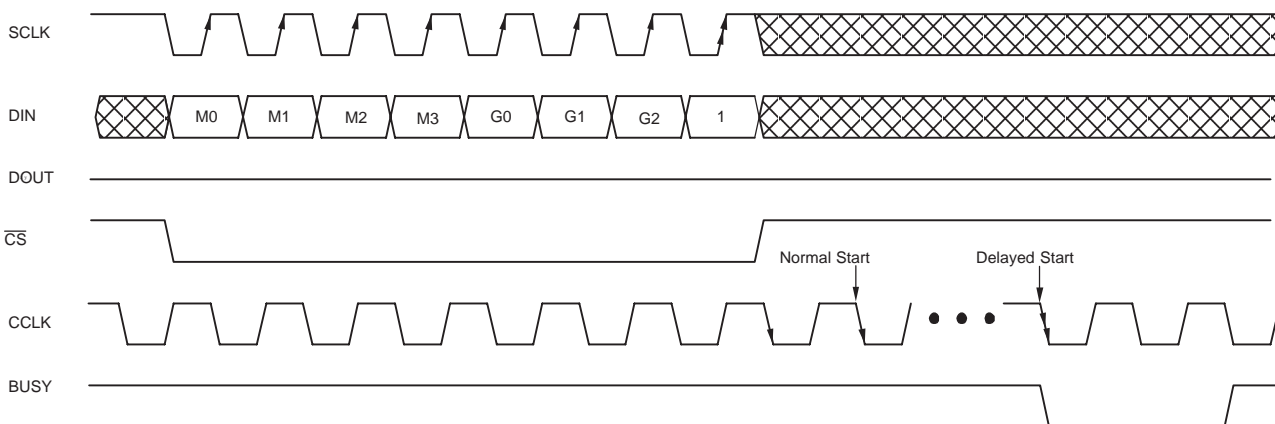 SCLK
DIN M0 M1 M2 M3 G0 G1 G2 1
DOUT
CS
Normal Start Delayed Start
CCLK
BUSY